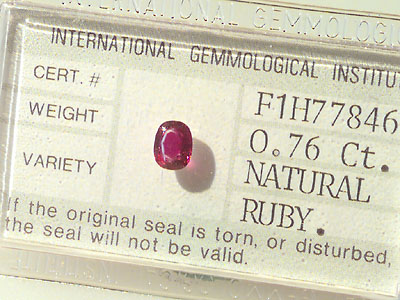 INTERNATIONAL GEMMOLOGICAL
INTERNATIONAL GEMMOLOGICAL INSTITU
CERT. # F1H77846
WEIGHT 0.76 Ct.
VARIETY NATURAL
RUBY.
If the original seal is torn, or disturbed,
the seal will not be valid.